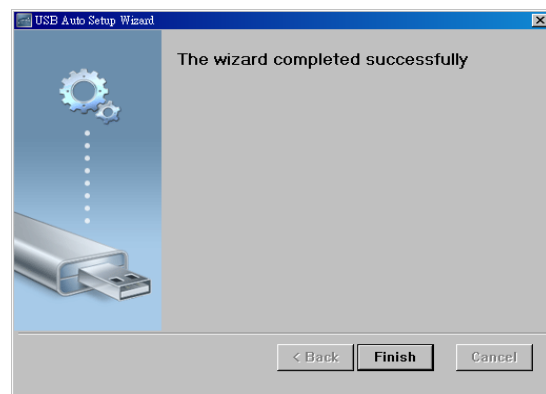 USB Auto Setup Wizard
The wizard completed successfully
< Back Finish Cancel